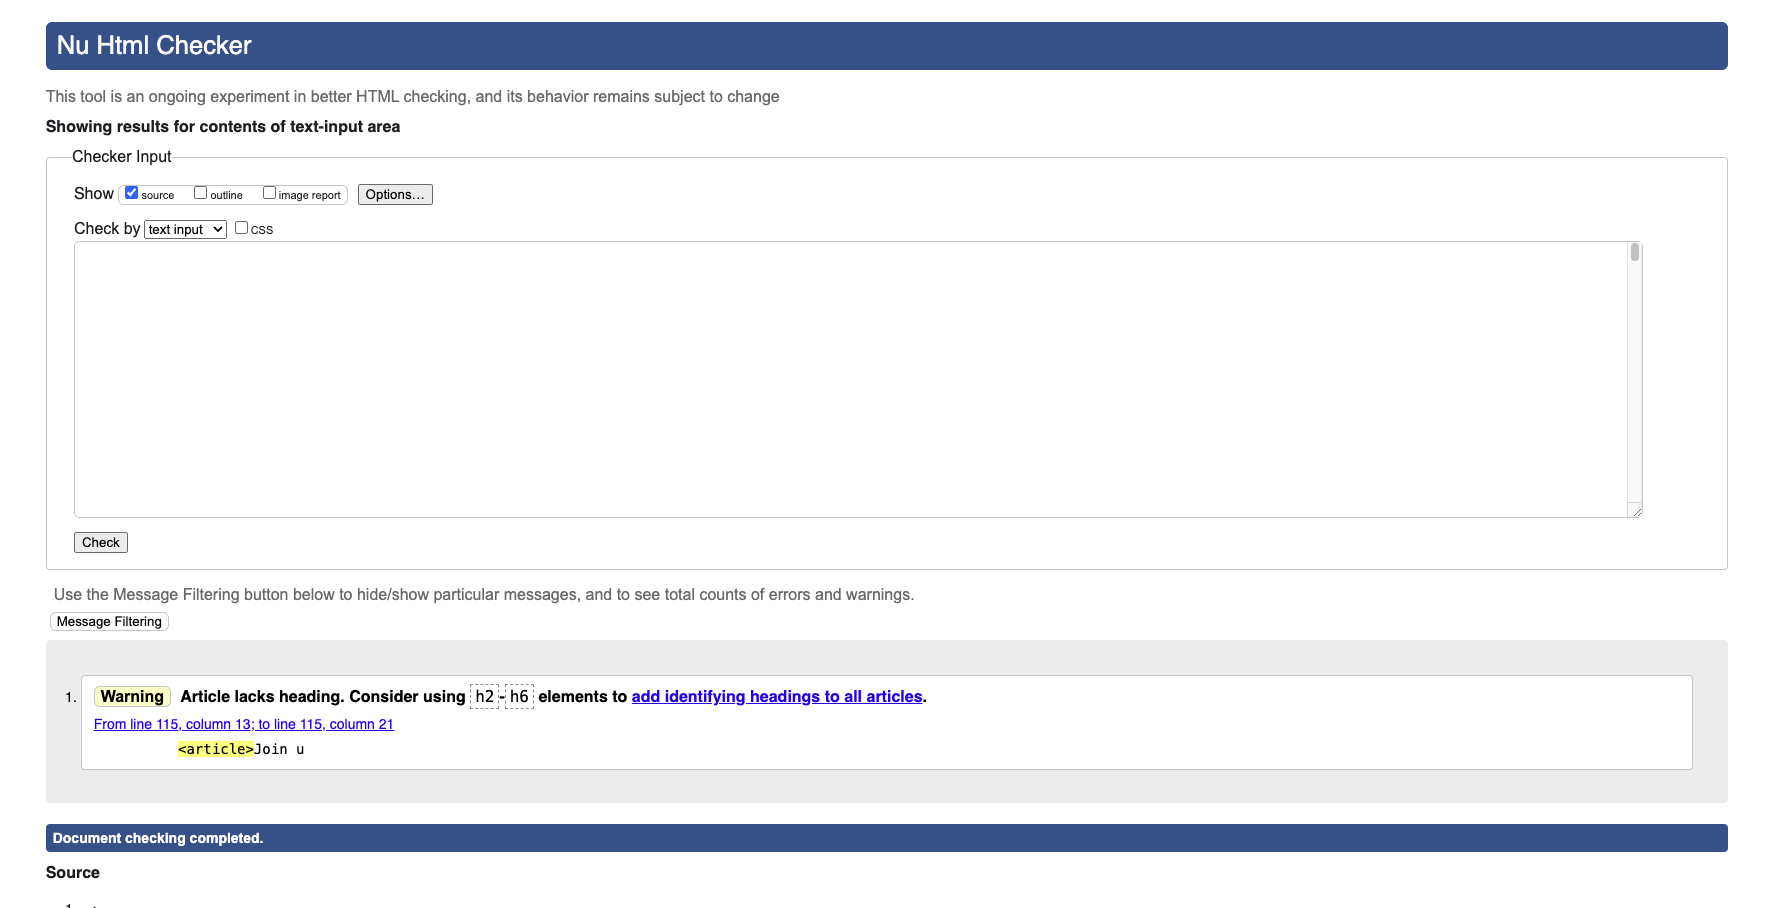 Nu Html Checker
This tool is an ongoing experiment in better HTML checking, and its behavior remains subject to change
Showing results for contents of text-input area
Checker Input
Show source outline image report Options...
Check by text input css
Check
Use the Message Filtering button below to hide/show particular messages, and to see total counts of errors and warnings.
Message Filtering
1. Warning Article lacks heading. Consider using h2-h6 elements to add identifying headings to all articles.
From line 115, column 13; to line 115, column 21
<article>Join u
Document checking completed.
Source